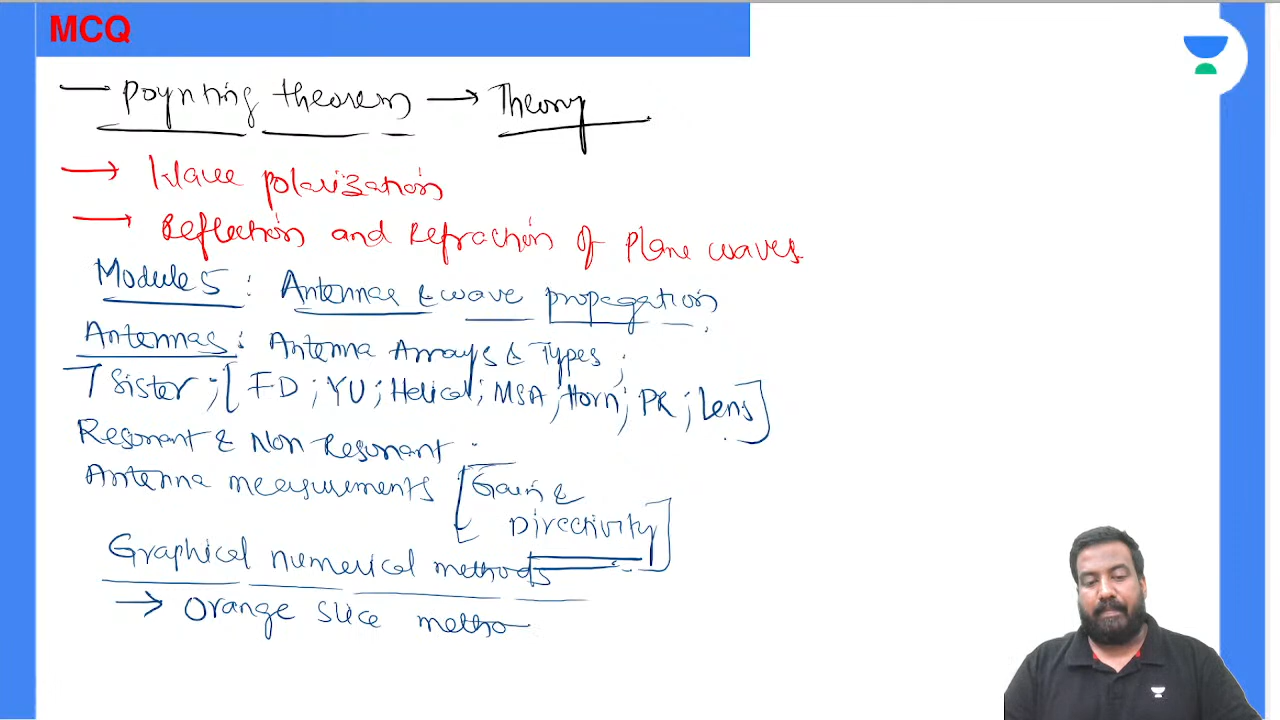 MCQ
→ Poynting theorem → Theory
→ Wave polarization
→ Reflection and Refraction of plane waves
Module 5 : Antennas & wave propagation
Antennas : Antenna Arrays & Types ;
7 Sister ; [ FD ; YU ; Helical ; MSA ; Horn ; PR ; Lens ]
Resonant & Non Resonant .
Antenna measurements [ Gain &
Directivity ]
Graphical numerical methods
→ Orange Slice metho